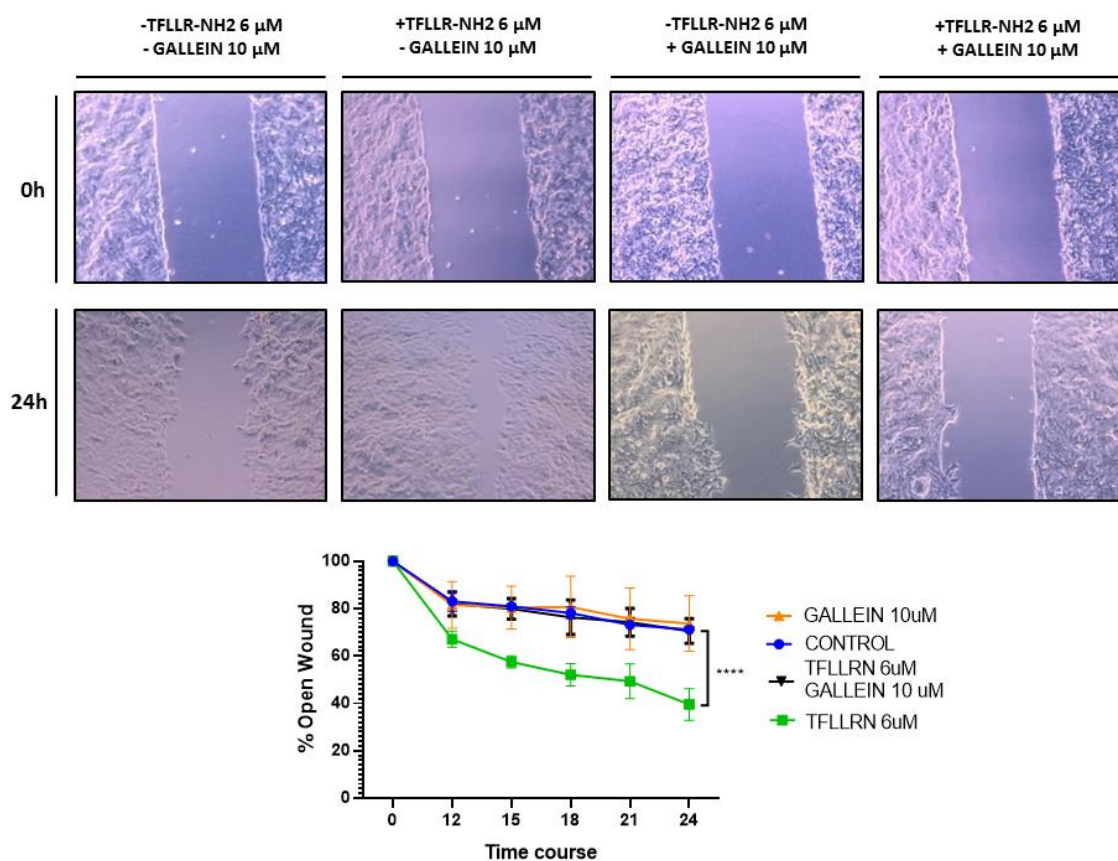 -TFLLR-NH2 6 µM
- GALLEIN 10 µM
+TFLLR-NH2 6 µM
- GALLEIN 10 µM
-TFLLR-NH2 6 µM
+ GALLEIN 10 µM
+TFLLR-NH2 6 µM
+ GALLEIN 10 µM
0h
24h
% Open Wound
100
80
60
40
20
0
0 12 15 18 21 24
Time course
****
GALLEIN 10uM
CONTROL
TFLLRN 6uM
GALLEIN 10 uM
TFLLRN 6uM